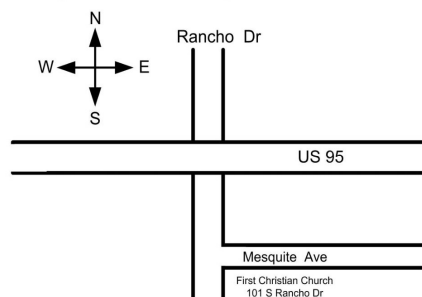 N
Rancho Dr
W E
S
US 95
Mesquite Ave
First Christian Church
101 S Rancho Dr